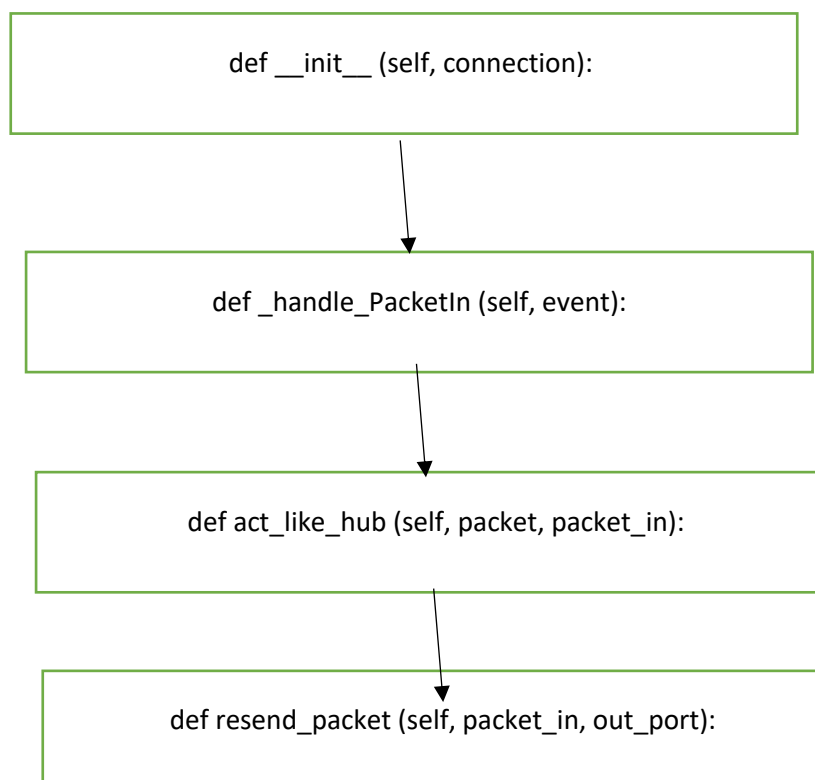 def __init__ (self, connection):
def _handle_PacketIn (self, event):
def act_like_hub (self, packet, packet_in):
def resend_packet (self, packet_in, out_port):